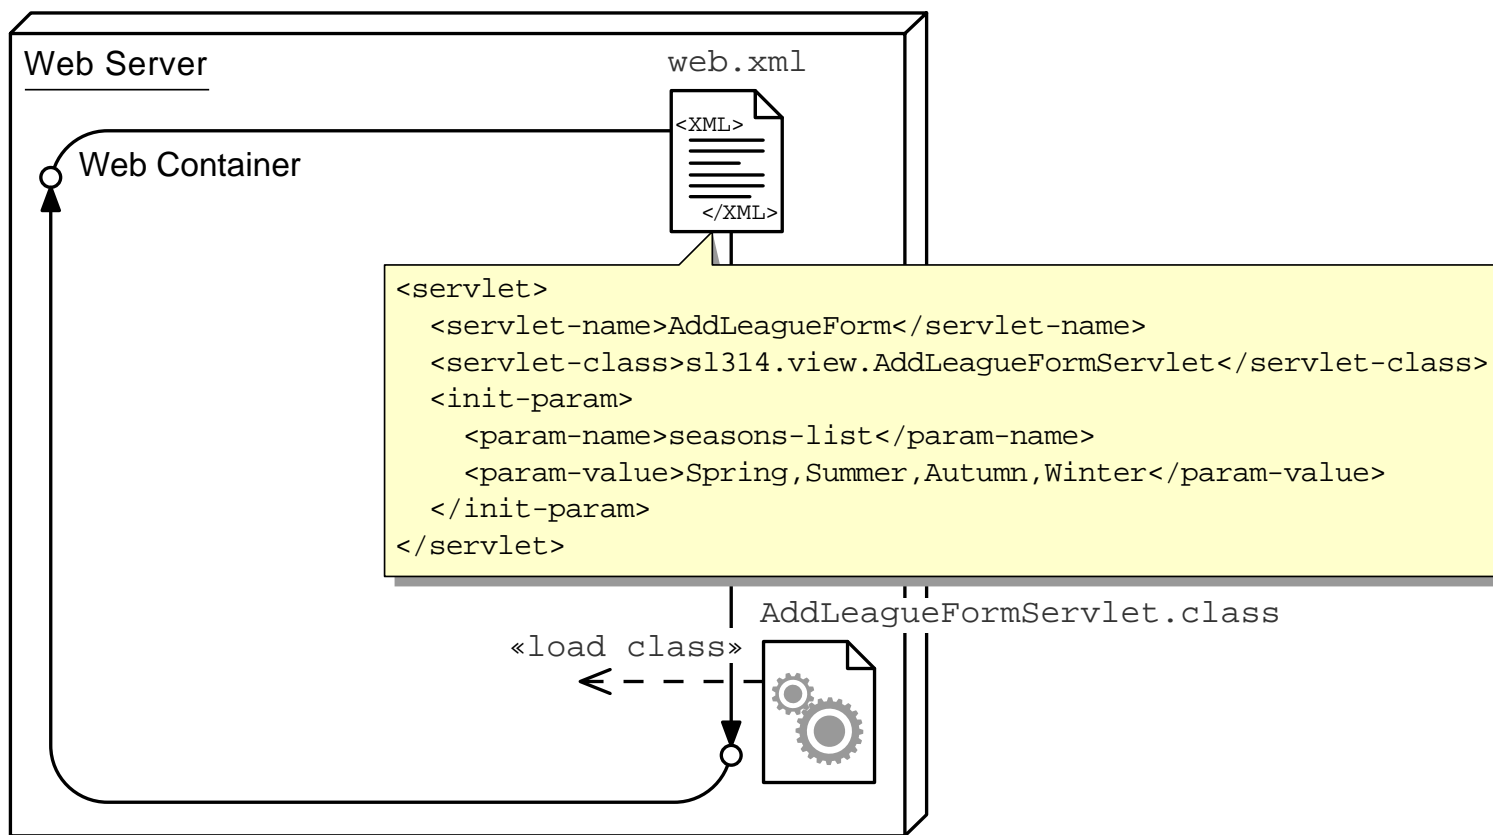 Web Server
web.xml
<XML>
Web Container
</XML>
<servlet>
  <servlet-name>AddLeagueForm</servlet-name>
  <servlet-class>sl314.view.AddLeagueFormServlet</servlet-class>
  <init-param>
    <param-name>seasons-list</param-name>
    <param-value>Spring,Summer,Autumn,Winter</param-value>
  </init-param>
</servlet>
AddLeagueFormServlet.class
«load class»